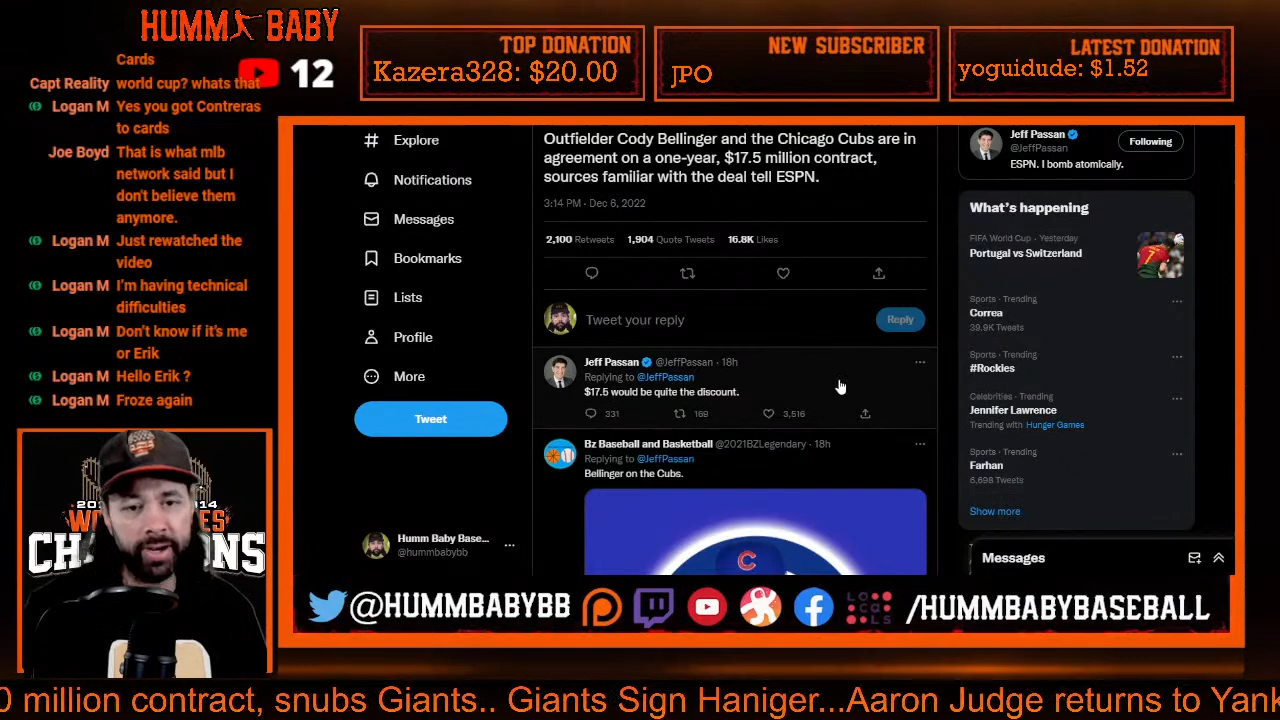 HUMM BABY
12
Cards
Capt Reality world cup? whats that
Logan M Yes you got Contreras
to cards
Joe Boyd That is what mlb
network said but I
don't believe them
anymore.
Logan M Just rewatched the
video
Logan M I'm having technical
difficulties
Logan M Don't know if it's me
or Erik
Logan M Hello Erik ?
Logan M Froze again
TOP DONATION
Kazera328: $20.00
NEW SUBSCRIBER
JPO
LATEST DONATION
yoguidude: $1.52
Explore
Notifications
Messages
Bookmarks
Lists
Profile
More
Tweet
Humm Baby Base...
@hummbabybb
Outfielder Cody Bellinger and the Chicago Cubs are in
agreement on a one-year, $17.5 million contract,
sources familiar with the deal tell ESPN.
3:14 PM · Dec 6, 2022
2,100 Retweets 1,904 Quote Tweets 16.8K Likes
Tweet your reply
Reply
Jeff Passan @JeffPassan · 18h
Replying to @JeffPassan
$17.5 would be quite the discount.
331 169 3,516
Bz Baseball and Basketball @2021BZLegendary · 18h
Replying to @JeffPassan
Bellinger on the Cubs.
C
Jeff Passan
@JeffPassan
Following
ESPN. I bomb atomically.
What's happening
FIFA World Cup · Yesterday
Portugal vs Switzerland
Sports · Trending
Correa
39.9K Tweets
Sports · Trending
#Rockies
Celebrities · Trending
Jennifer Lawrence
Trending with Hunger Games
Sports · Trending
Farhan
5,698 Tweets
Show more
Messages
@HUMMBABYBB
LOCALS
/HUMMBABYBASEBALL
0 million contract, snubs Giants.. Giants Sign Haniger...Aaron Judge returns to Yank